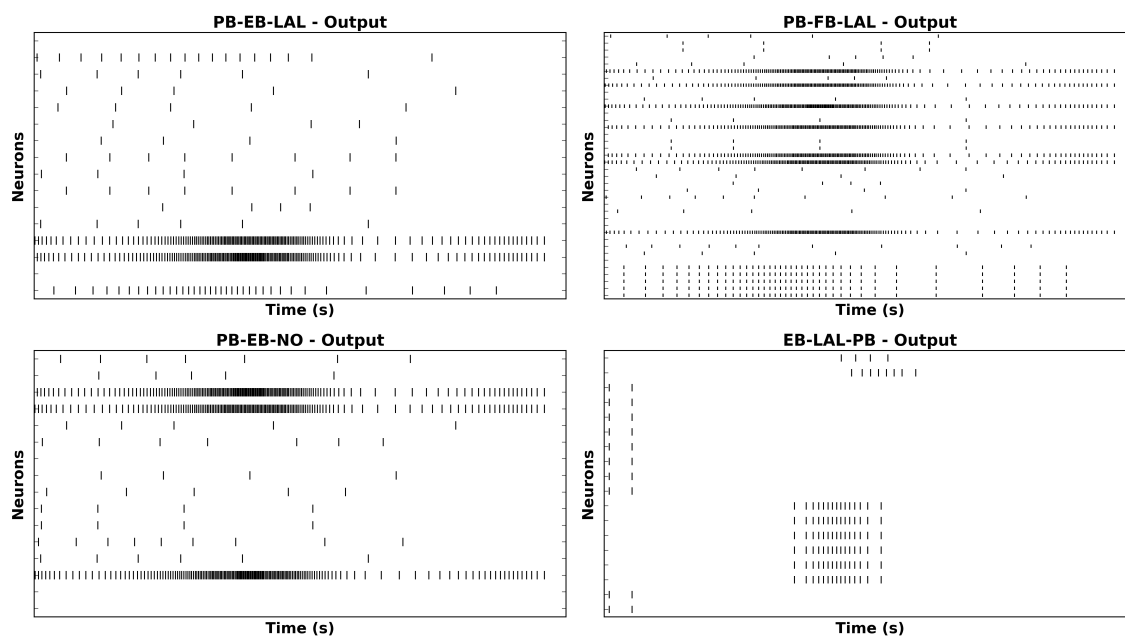 PB-EB-LAL - Output
Neurons
Time (s)
PB-FB-LAL - Output
Neurons
Time (s)
PB-EB-NO - Output
Neurons
Time (s)
EB-LAL-PB - Output
Neurons
Time (s)